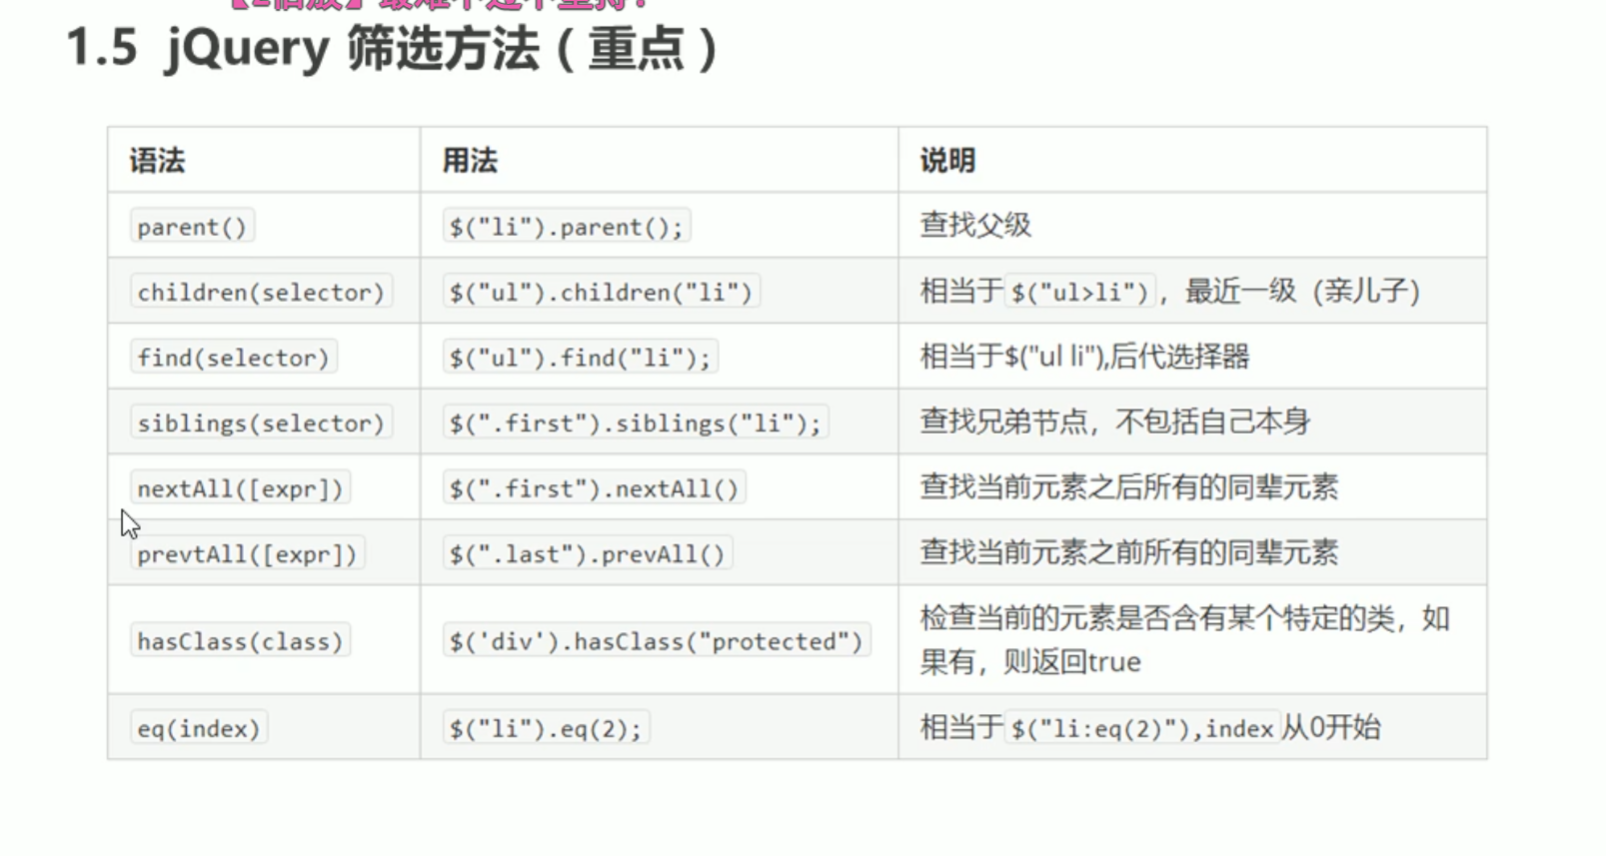 1.5 jQuery 筛选方法（重点）
语法 用法 说明
parent() $("li").parent(); 查找父级
children(selector) $("ul").children("li") 相当于$("ul>li")，最近一级（亲儿子）
find(selector) $("ul").find("li"); 相当于$("ul li"),后代选择器
siblings(selector) $(".first").siblings("li"); 查找兄弟节点，不包括自己本身
nextAll([expr]) $(".first").nextAll() 查找当前元素之后所有的同辈元素
prevtAll([expr]) $(".last").prevAll() 查找当前元素之前所有的同辈元素
hasClass(class) $('div').hasClass("protected") 检查当前的元素是否含有某个特定的类，如
果有，则返回true
eq(index) $("li").eq(2); 相当于$("li:eq(2)"),index从0开始